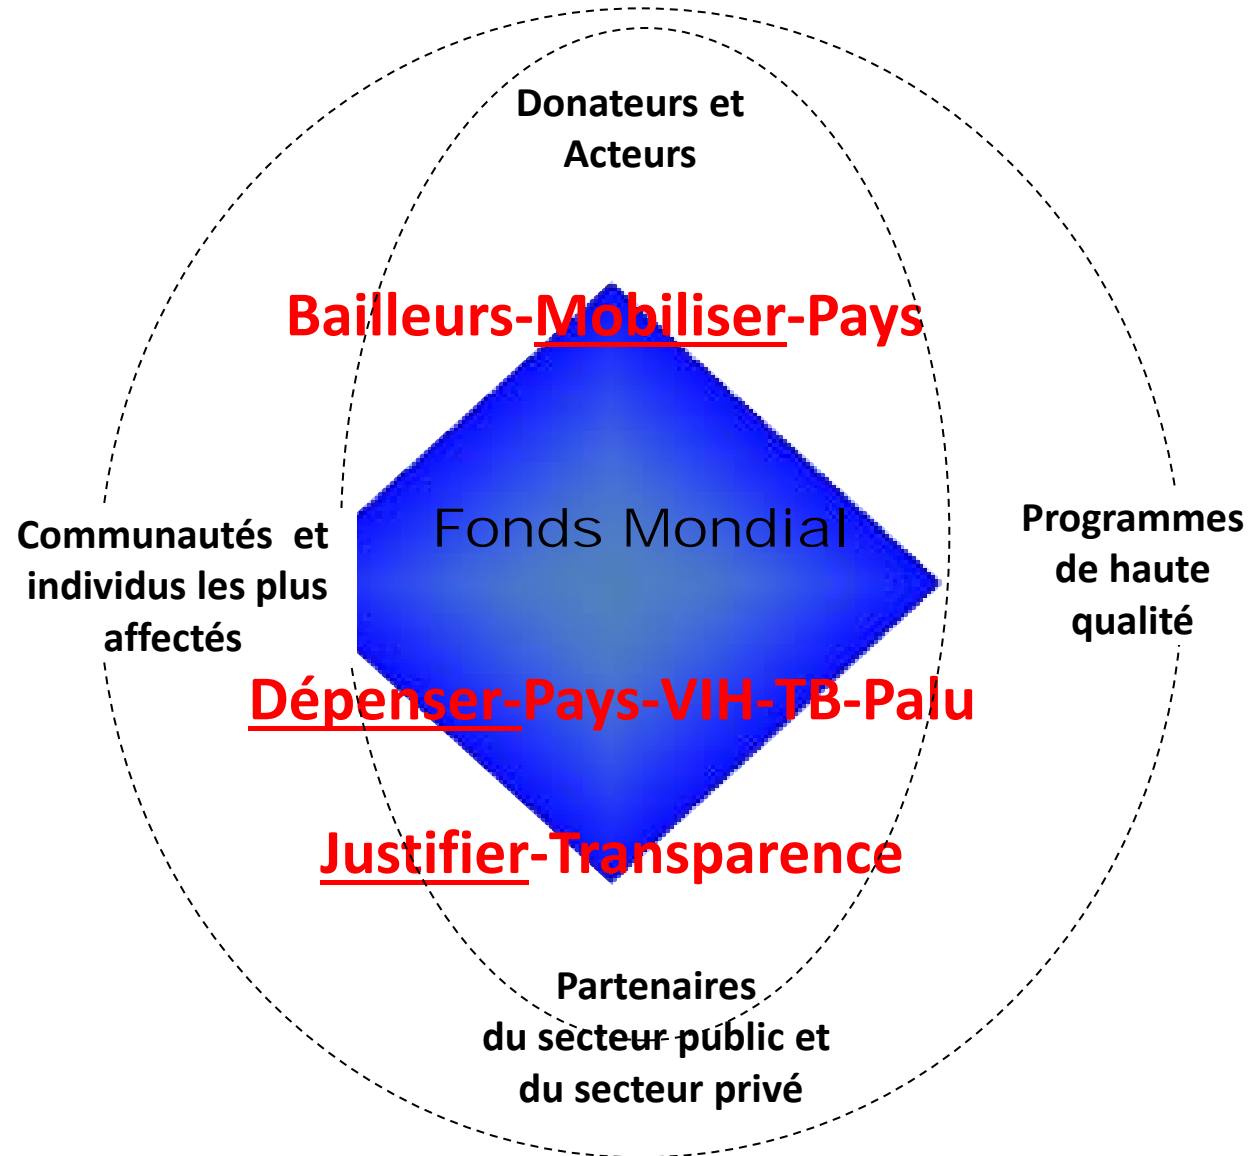 Donateurs et
Acteurs
Bailleurs-Mobiliser-Pays
Fonds Mondial
Communautés et
individus les plus
affectés
Programmes
de haute
qualité
Dépenser-Pays-VIH-TB-Palu
Justifier-Transparence
Partenaires
du secteur public et
du secteur privé